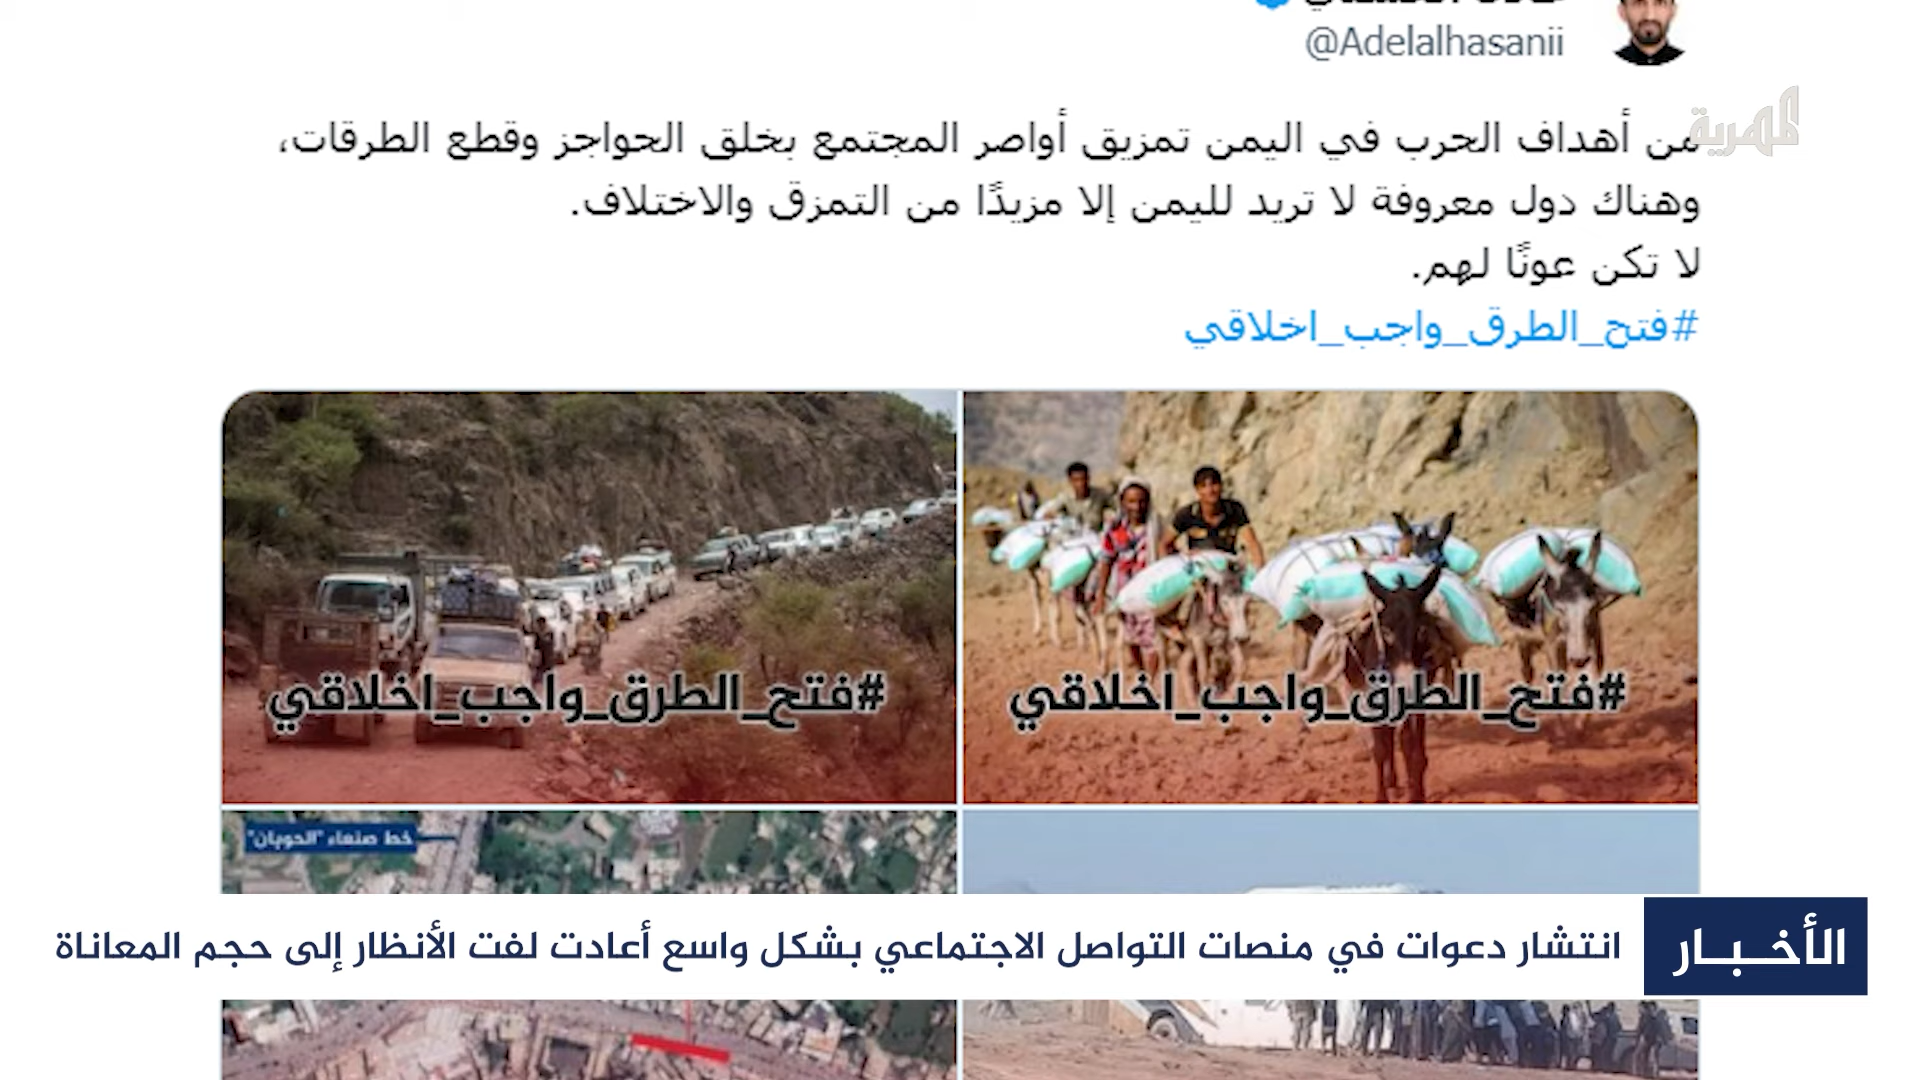 @Adelalhasanii
المهرية
من أهداف الحرب في اليمن تمزيق أواصر المجتمع بخلق الحواجز وقطع الطرقات،
وهناك دول معروفة لا تريد لليمن إلا مزيدًا من التمزق والاختلاف.
لا تكن عونًا لهم.
#فتح_الطرق_واجب_اخلاقي
#فتح_الطرق_واجب_اخلاقي
#فتح_الطرق_واجب_اخلاقي
خط صنعاء "الحوبان"
الأخبار
انتشار دعوات في منصات التواصل الاجتماعي بشكل واسع أعادت لفت الأنظار إلى حجم المعاناة